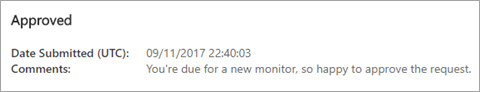 Approved
Date Submitted (UTC): 09/11/2017 22:40:03
Comments: You're due for a new monitor, so happy to approve the request.